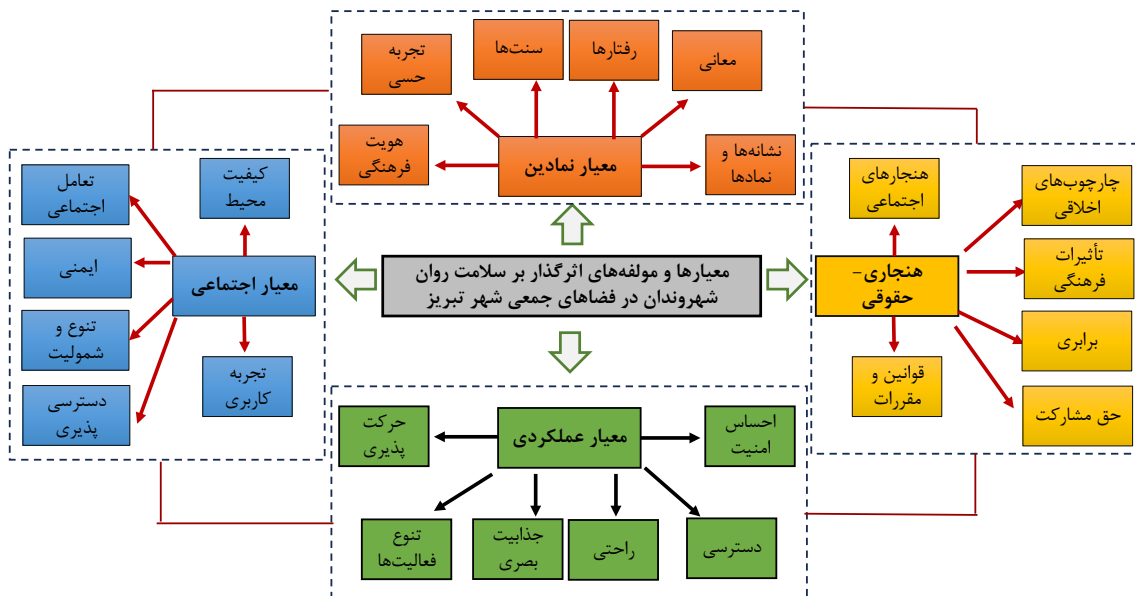 معانی
رفتارها
سنت‌ها
تجربه
حسی
نشانه‌ها و
نمادها
معیار نمادین
هویت
فرهنگی
چارچوب‌های
اخلاقی
هنجارهای
اجتماعی
تأثیرات
فرهنگی
هنجاری-
حقوقی
برابری
قوانین و
مقررات
حق مشارکت
معیارها و مولفه‌های اثرگذار بر سلامت روان
شهروندان در فضاهای جمعی شهر تبریز
کیفیت
محیط
تعامل
اجتماعی
معیار اجتماعی
ایمنی
تنوع و
شمولیت
تجربه
کاربری
دسترسی
پذیری
احساس
امنیت
معیار عملکردی
حرکت
پذیری
دسترسی
راحتی
جذابیت
بصری
تنوع
فعالیت‌ها